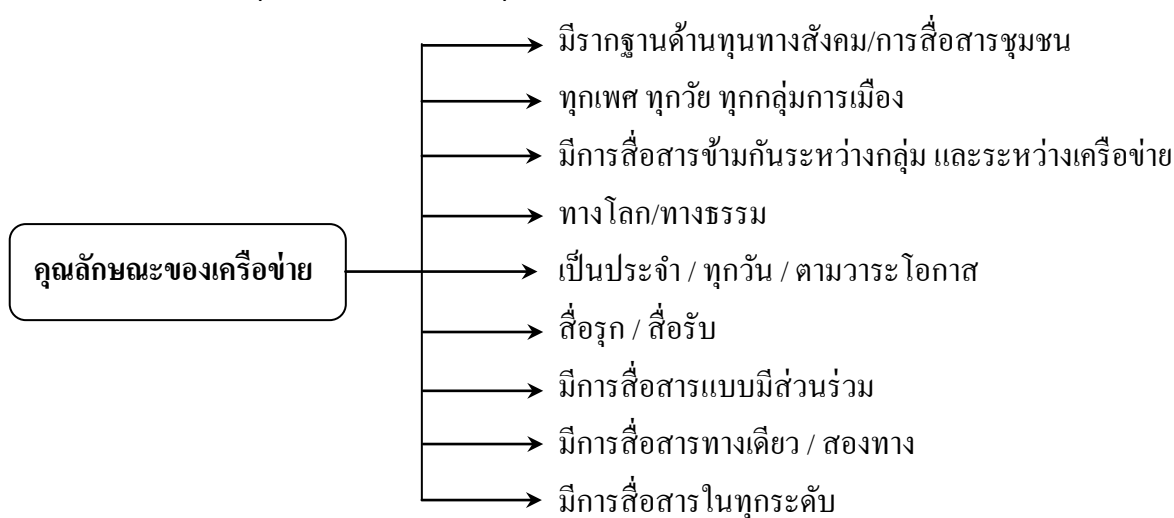 มีรากฐานด้านทุนทางสังคม/การสื่อสารชุมชน
ทุกเพศ ทุกวัย ทุกกลุ่มการเมือง
มีการสื่อสารข้ามกันระหว่างกลุ่ม และระหว่างเครือข่าย
ทางโลก/ทางธรรม
คุณลักษณะของเครือข่าย
เป็นประจำ / ทุกวัน / ตามวาระโอกาส
สื่อรุก / สื่อรับ
มีการสื่อสารแบบมีส่วนร่วม
มีการสื่อสารทางเดียว / สองทาง
มีการสื่อสารในทุกระดับ